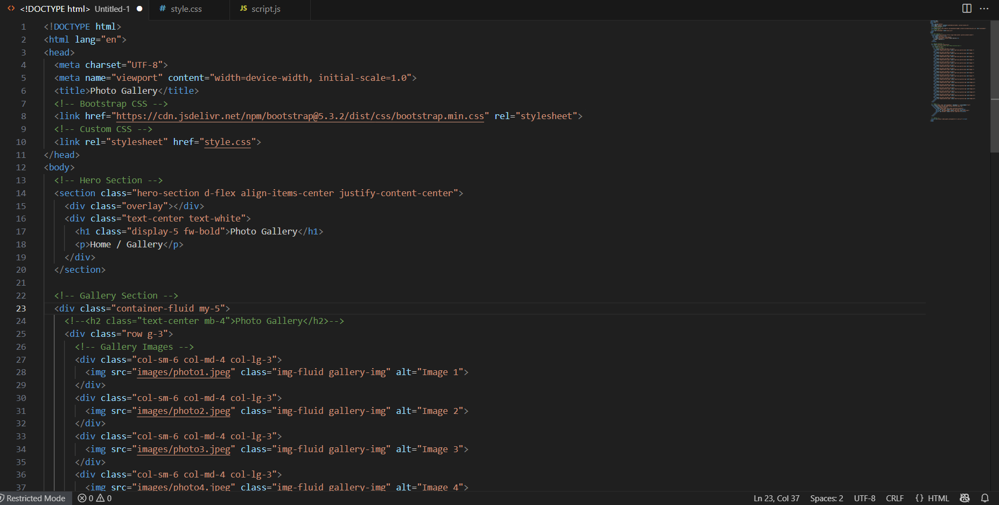 <> <!DOCTYPE html> Untitled-1 ● # style.css JS script.js ...
1 <!DOCTYPE html>
2 <html lang="en">
3 <head>
4 <meta charset="UTF-8">
5 <meta name="viewport" content="width=device-width, initial-scale=1.0">
6 <title>Photo Gallery</title>
7 <!-- Bootstrap CSS -->
8 <link href="https://cdn.jsdelivr.net/npm/bootstrap@5.3.2/dist/css/bootstrap.min.css" rel="stylesheet">
9 <!-- Custom CSS -->
10 <link rel="stylesheet" href="style.css">
11 </head>
12 <body>
13 <!-- Hero Section -->
14 <section class="hero-section d-flex align-items-center justify-content-center">
15 <div class="overlay"></div>
16 <div class="text-center text-white">
17 <h1 class="display-5 fw-bold">Photo Gallery</h1>
18 <p>Home / Gallery</p>
19 </div>
20 </section>
21
22 <!-- Gallery Section -->
23 <div class="container-fluid my-5">
24 <!--<h2 class="text-center mb-4">Photo Gallery</h2>-->
25 <div class="row g-3">
26 <!-- Gallery Images -->
27 <div class="col-sm-6 col-md-4 col-lg-3">
28 <img src="images/photo1.jpeg" class="img-fluid gallery-img" alt="Image 1">
29 </div>
30 <div class="col-sm-6 col-md-4 col-lg-3">
31 <img src="images/photo2.jpeg" class="img-fluid gallery-img" alt="Image 2">
32 </div>
33 <div class="col-sm-6 col-md-4 col-lg-3">
34 <img src="images/photo3.jpeg" class="img-fluid gallery-img" alt="Image 3">
35 </div>
36 <div class="col-sm-6 col-md-4 col-lg-3">
37 <img src="images/photo4.jpeg" class="img-fluid gallery-img" alt="Image 4">
Restricted Mode 0 0 Ln 23, Col 37 Spaces: 2 UTF-8 CRLF {} HTML